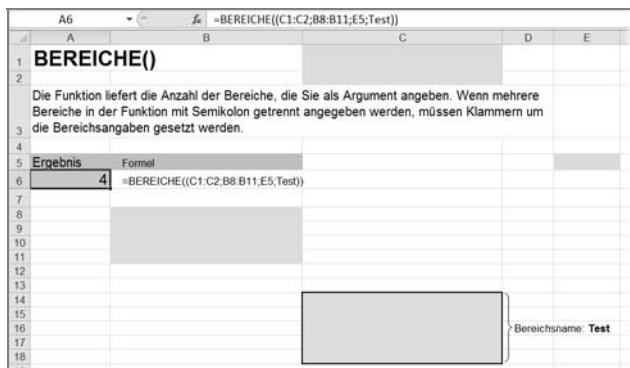 A6
fx =BEREICHE((C1:C2;B8:B11;E5;Test))
A B C D E
1 BEREICHE()
2
Die Funktion liefert die Anzahl der Bereiche, die Sie als Argument angeben. Wenn mehrere
Bereiche in der Funktion mit Semikolon getrennt angegeben werden, müssen Klammern um
3 die Bereichsangaben gesetzt werden.
4
5 Ergebnis Formel
6 4 =BEREICHE((C1:C2;B8:B11;E5;Test))
7
8
9
10
11
12
13
14
15
16 Bereichsname: Test
17
18